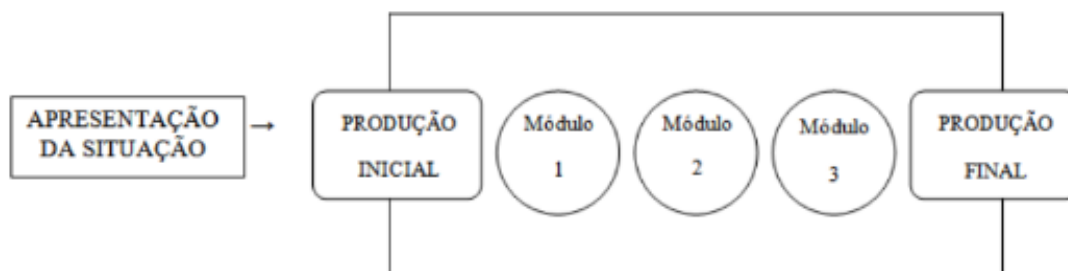 APRESENTAÇÃO
DA SITUAÇÃO
→
PRODUÇÃO
INICIAL
Módulo
1
Módulo
2
Módulo
3
PRODUÇÃO
FINAL